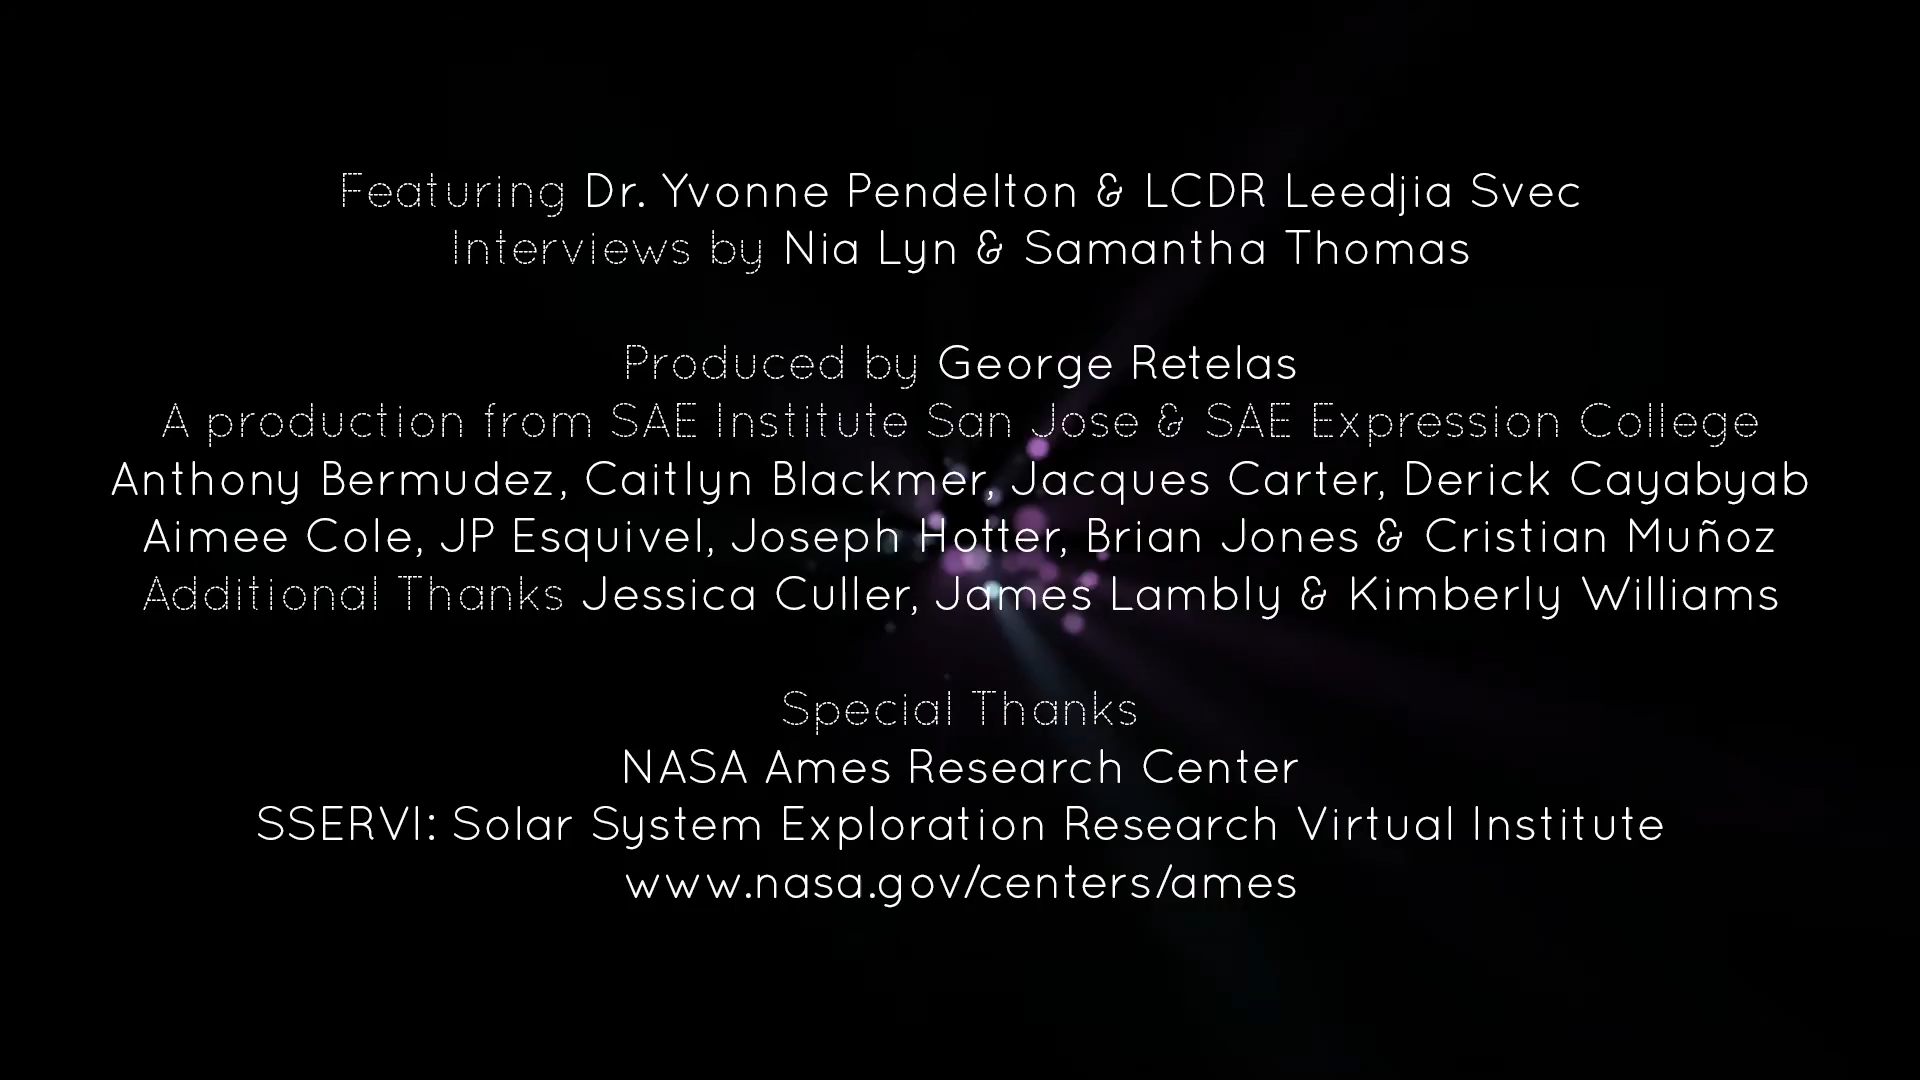 Featuring Dr. Yvonne Pendelton & LCDR Leedjia Svec
Interviews by Nia Lyn & Samantha Thomas
Produced by George Retelas
A production from SAE Institute San Jose & SAE Expression College
Anthony Bermudez, Caitlyn Blackmer, Jacques Carter, Derick Cayabyab
Aimee Cole, JP Esquivel, Joseph Hotter, Brian Jones & Cristian Muñoz
Additional Thanks Jessica Culler, James Lambly & Kimberly Williams
Special Thanks
NASA Ames Research Center
SSERVI: Solar System Exploration Research Virtual Institute
www.nasa.gov/centers/ames